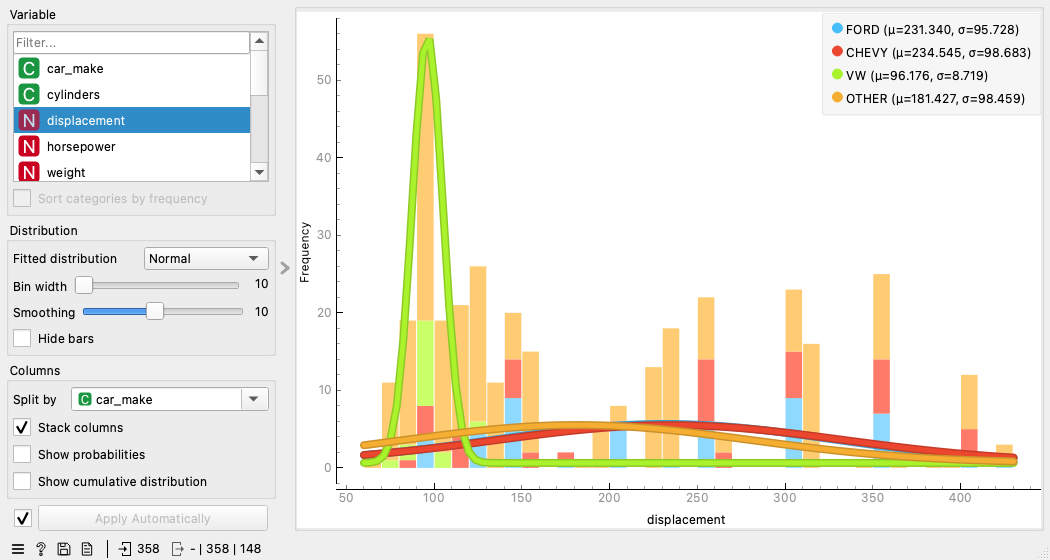 Variable
Filter...
C car_make
C cylinders
N displacement
N horsepower
N weight
Sort categories by frequency
Distribution
Fitted distribution Normal
Bin width 10
Smoothing 10
Hide bars
Columns
Split by C car_make
Stack columns
Show probabilities
Show cumulative distribution
Apply Automatically
? 358 - | 358 | 148
FORD (μ=231.340, σ=95.728)
CHEVY (μ=234.545, σ=98.683)
VW (μ=96.176, σ=8.719)
OTHER (μ=181.427, σ=98.459)
Frequency
50
40
30
20
10
0
50 100 150 200 250 300 350 400
displacement